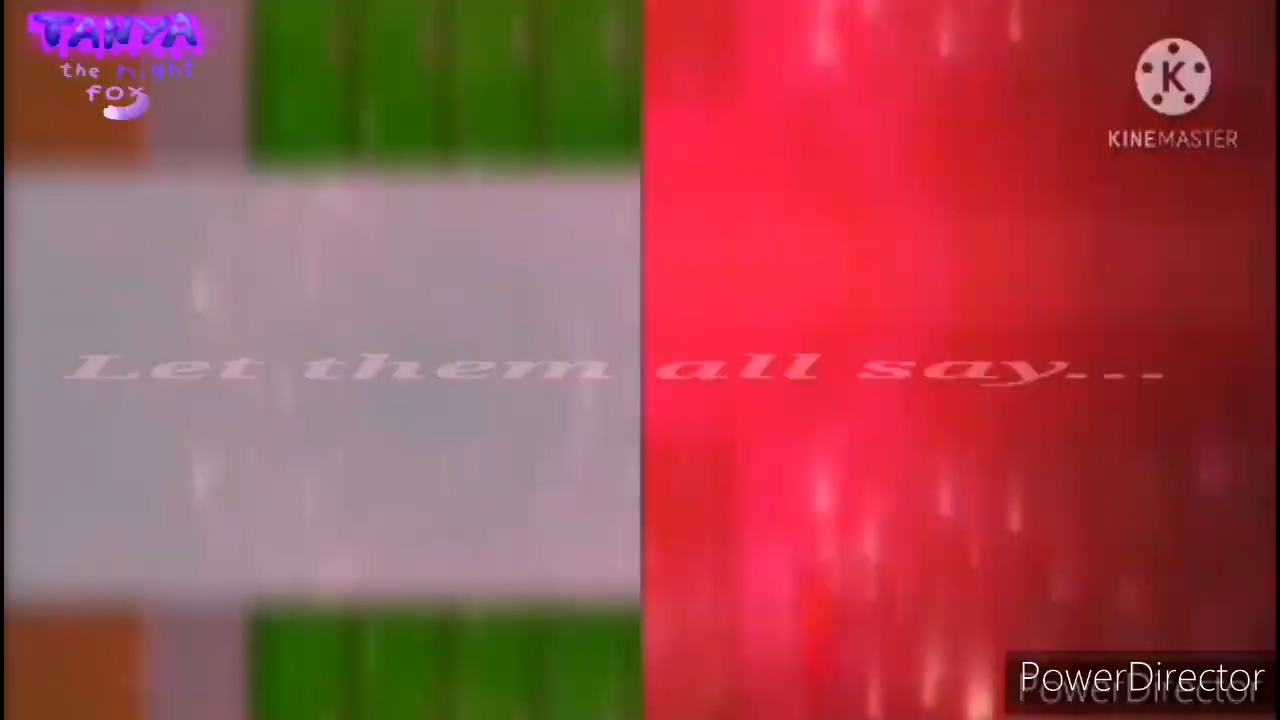 TANYA
the night
fox
K
KINEMASTER
Let them all say...
PowerDirector